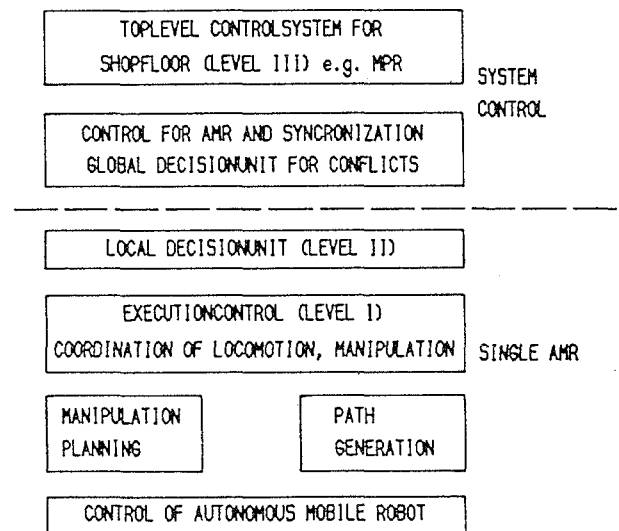 TOPLEVEL CONTROLSYSTEM FOR
SHOPFLOOR (LEVEL III) e.g. MPR
SYSTEM
CONTROL
CONTROL FOR AMR AND SYNCRONIZATION
GLOBAL DECISIONUNIT FOR CONFLICTS
LOCAL DECISIONUNIT (LEVEL II)
EXECUTIONCONTROL (LEVEL I)
COORDINATION OF LOCOMOTION, MANIPULATION
SINGLE AMR
MANIPULATION
PLANNING
PATH
GENERATION
CONTROL OF AUTONOMOUS MOBILE ROBOT